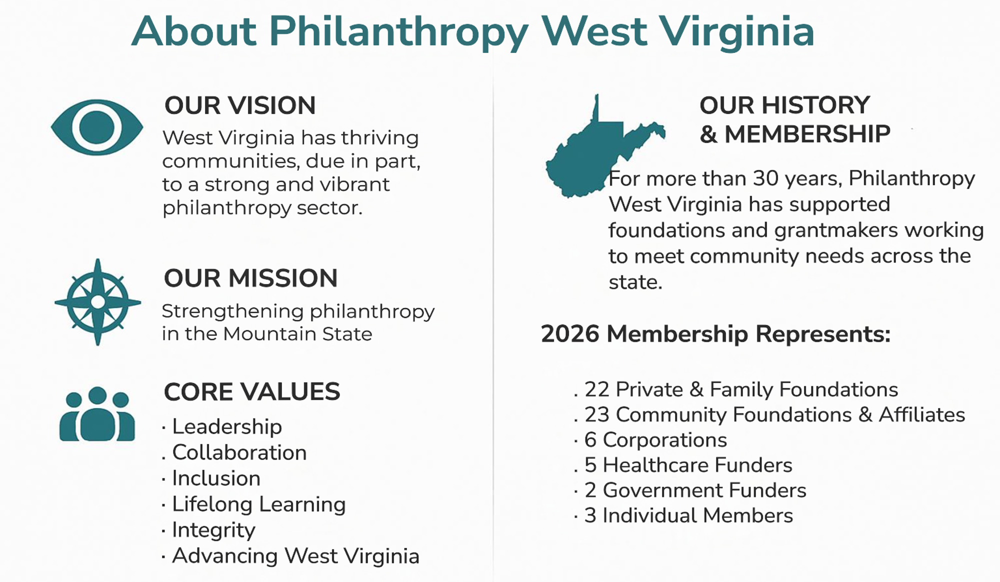 About Philanthropy West Virginia
OUR VISION
West Virginia has thriving
communities, due in part,
to a strong and vibrant
philanthropy sector.
OUR MISSION
Strengthening philanthropy
in the Mountain State
CORE VALUES
· Leadership
. Collaboration
· Inclusion
· Lifelong Learning
· Integrity
· Advancing West Virginia
OUR HISTORY
& MEMBERSHIP
For more than 30 years, Philanthropy
West Virginia has supported
foundations and grantmakers working
to meet community needs across the
state.
2026 Membership Represents:
. 22 Private & Family Foundations
. 23 Community Foundations & Affiliates
· 6 Corporations
. 5 Healthcare Funders
· 2 Government Funders
· 3 Individual Members